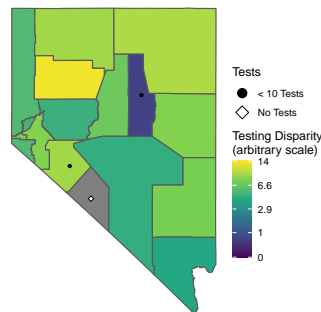 Tests
< 10 Tests
No Tests
Testing Disparity
(arbitrary scale)
14
6.6
2.9
1
0